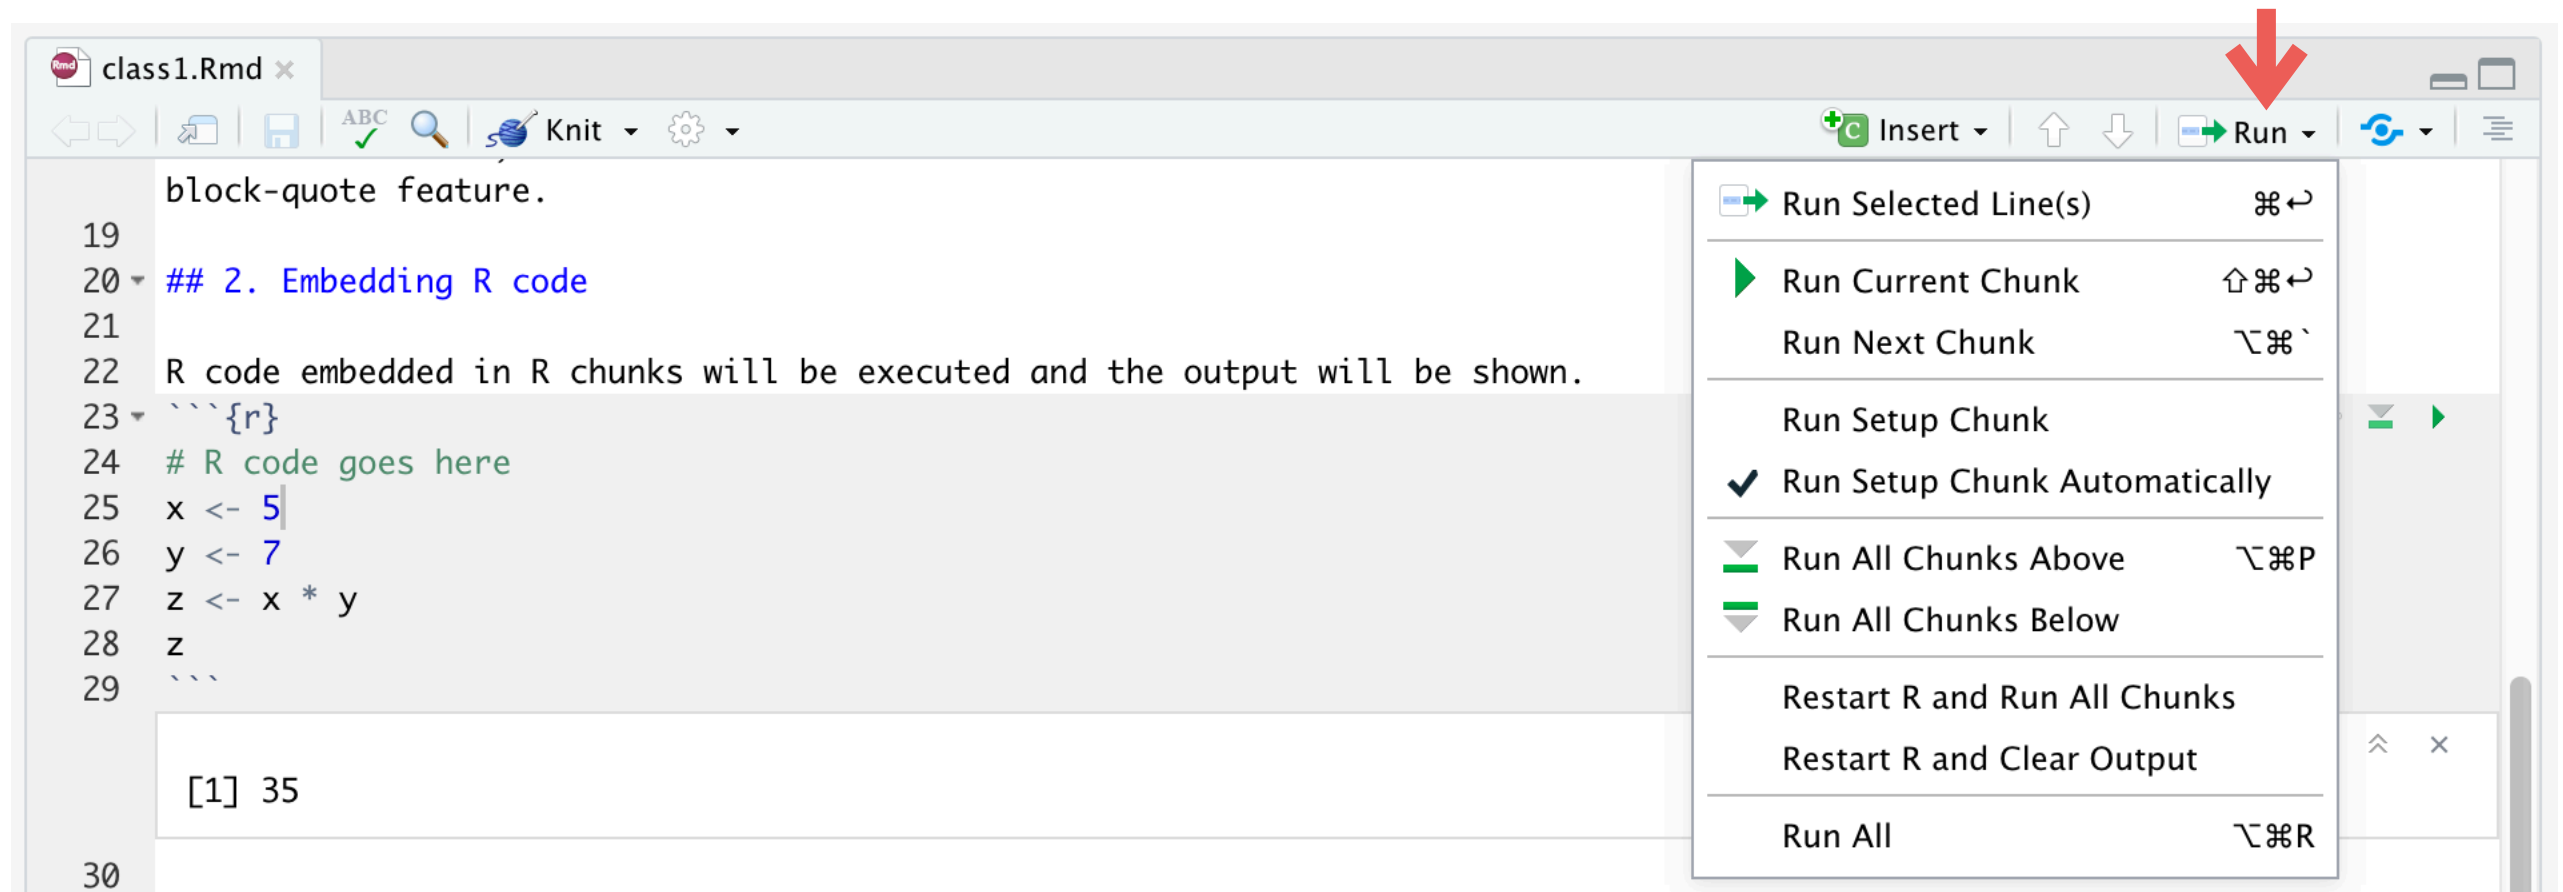 Rmd class1.Rmd
ABC Knit Insert Run
block-quote feature.
19
20 ## 2. Embedding R code
21
22 R code embedded in R chunks will be executed and the output will be shown.
23 ```{r}
24 # R code goes here
25 x <- 5
26 y <- 7
27 z <- x * y
28 z
29 ```
[1] 35
30
Run Selected Line(s) ⌘↩
Run Current Chunk ⇧⌘↩
Run Next Chunk ⌥⌘`
Run Setup Chunk
Run Setup Chunk Automatically
Run All Chunks Above ⌥⌘P
Run All Chunks Below
Restart R and Run All Chunks
Restart R and Clear Output
Run All ⌥⌘R